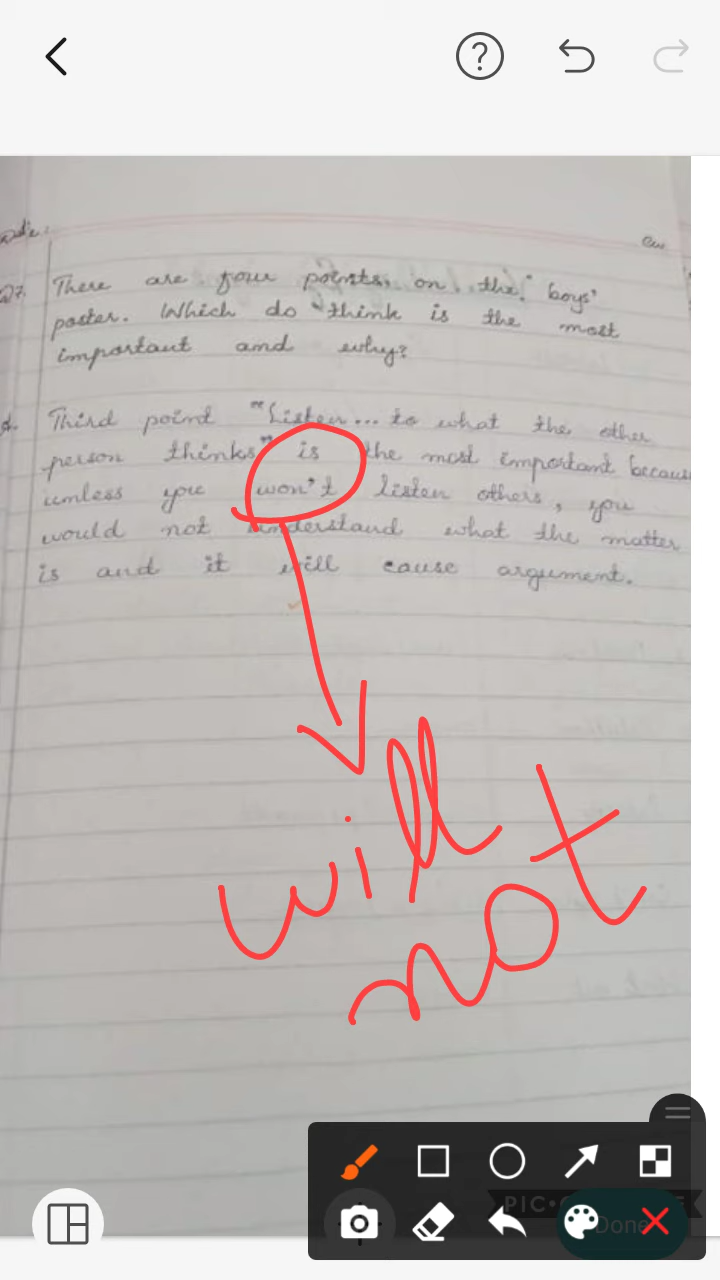 Q7. There are four points, on the "boys'
poster. Which do think is the most
important and why?
A. Third point "Listen... to what the other
person thinks" is the most important because
unless you won't listen others, you
would not understand what the matter
is and it will cause argument.
will
not
Done